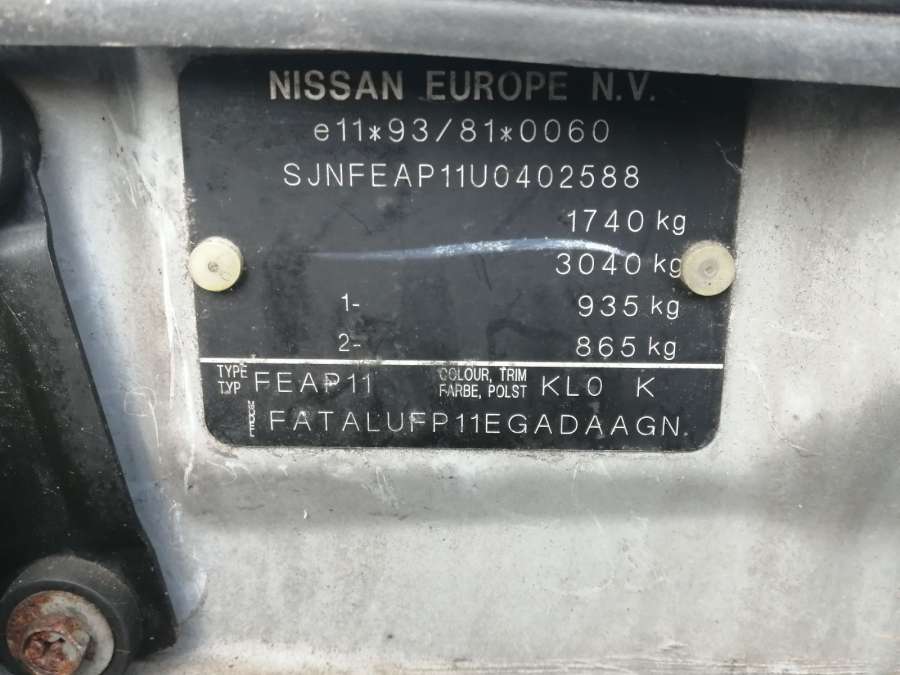 NISSAN EUROPE N.V.
e11*93/81*0060
SJNFEAP11U0402588
1740 kg
3040 kg
1- 935 kg
2- 865 kg
TYPE FEAP11 COLOUR, TRIM KL0 K
TYP FARBE, POLST
MODEL FATALUFP11EGADAAGN.